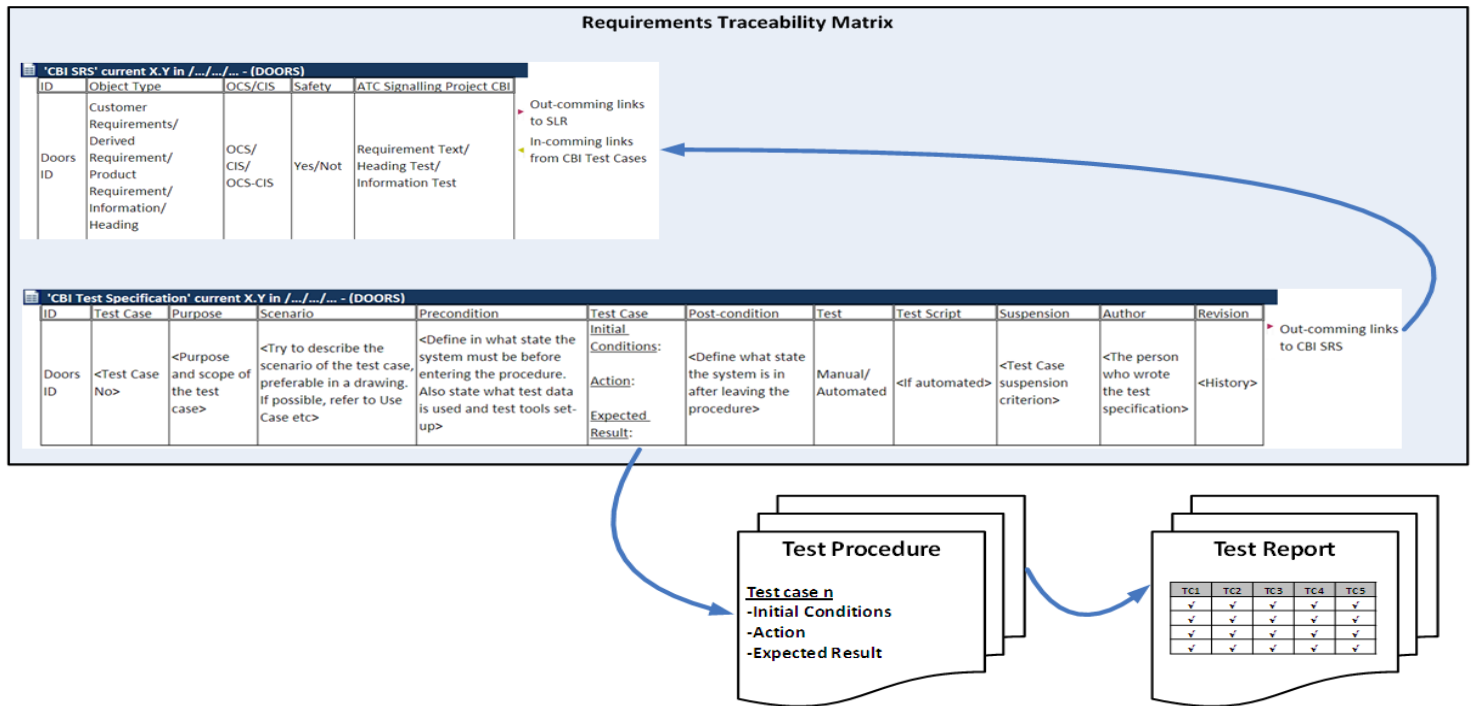 Requirements Traceability Matrix
'CBI SRS' current X.Y in /.../.../... - (DOORS)
ID Object Type OCS/CIS Safety ATC Signalling Project CBI
Doors
ID
Customer
Requirements/
Derived
Requirement/
Product
Requirement/
Information/
Heading
OCS/
CIS/
OCS-CIS
Yes/Not
Requirement Text/
Heading Test/
Information Test
Out-comming links
to SLR
In-comming links
from CBI Test Cases
'CBI Test Specification' current X.Y in /.../.../... - (DOORS)
ID Test Case Purpose Scenario Precondition Test Case Post-condition Test Test Script Suspension Author Revision
Doors
ID
<Test Case
No>
<Purpose
and scope of
the test
case>
<Try to describe the
scenario of the test case,
preferable in a drawing.
If possible, refer to Use
Case etc>
<Define in what state the
system must be before
entering the procedure.
Also state what test data
is used and test tools set-
up>
Initial
Conditions:
Action:
Expected
Result:
<Define what state
the system is in
after leaving the
procedure>
Manual/
Automated
<If automated>
<Test Case
suspension
criterion>
<The person
who wrote
the test
specification>
<History>
Out-comming links
to CBI SRS
Test Procedure
Test case n
-Initial Conditions
-Action
-Expected Result
Test Report
TC1 TC2 TC3 TC4 TC5
√ √ √ √ √
√ √ √ √ √
√ √ √ √ √
√ √ √ √ √